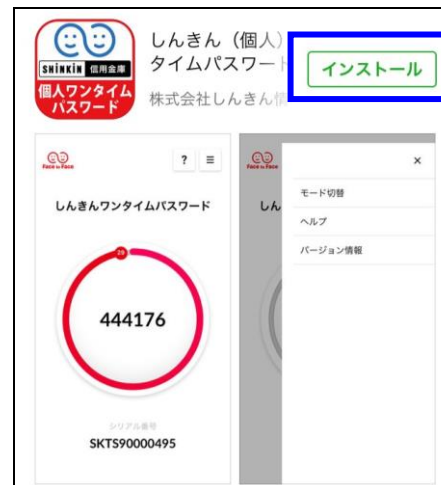 SHINKIN 信用金庫
個人ワンタイム
パスワード
しんきん（個人）
タイムパスワード
株式会社しんきん情
インストール
Face to Face
? ≡
しんきんワンタイムパスワード
29
444176
シリアル番号
SKTS90000495
Face to Face
×
しん
モード切替
ヘルプ
バージョン情報